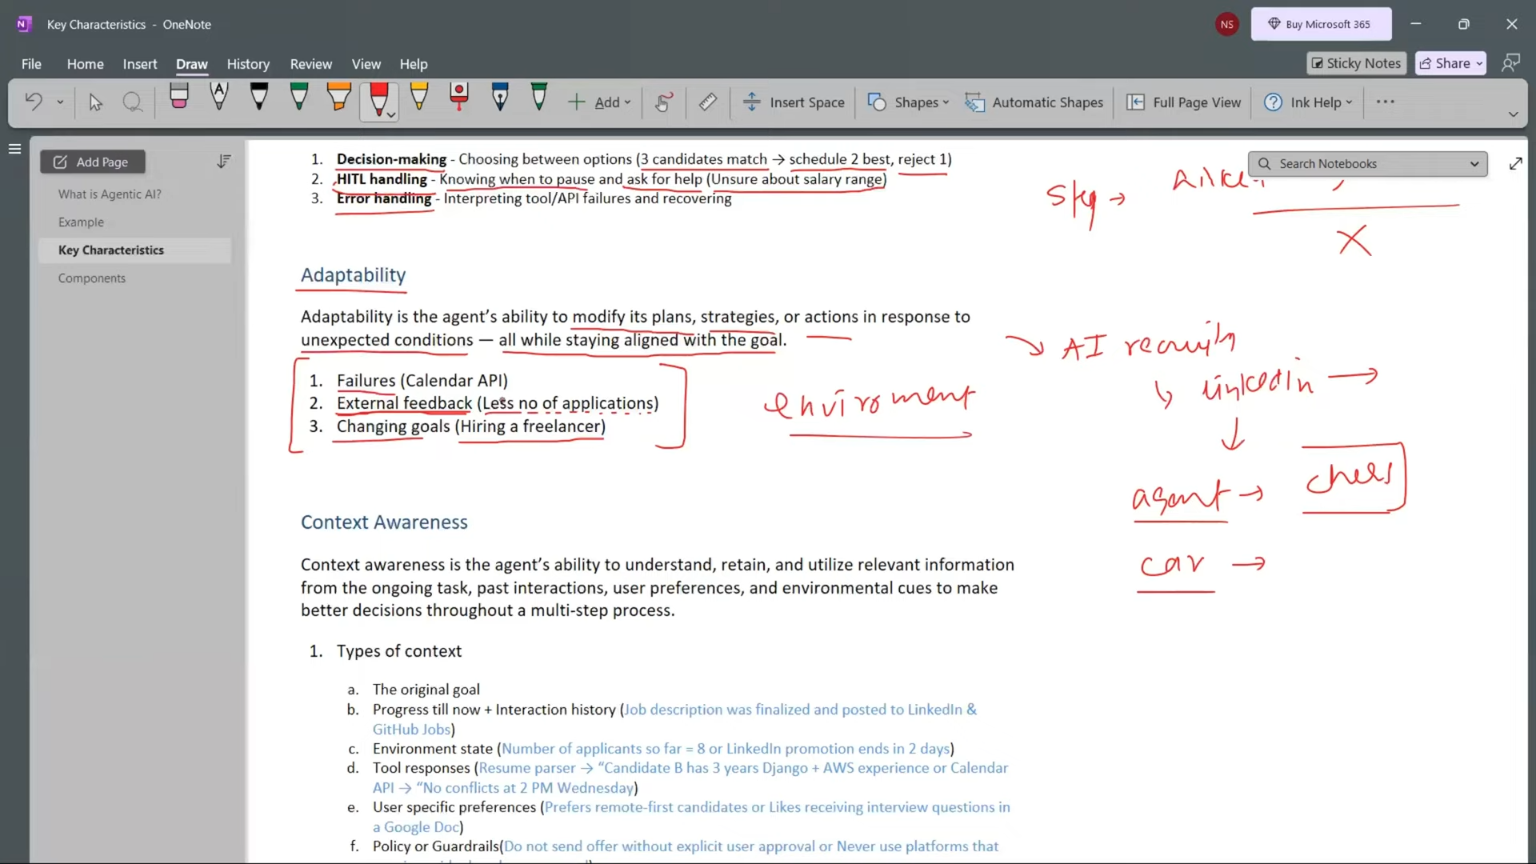 Key Characteristics - OneNote
NS
Buy Microsoft 365
File Home Insert Draw History Review View Help
Sticky Notes
Share
Add
Insert Space
Shapes
Automatic Shapes
Full Page View
Ink Help
Add Page
Search Notebooks
What is Agentic AI?
Example
Key Characteristics
Components
1. Decision-making - Choosing between options (3 candidates match → schedule 2 best, reject 1)
2. HITL handling - Knowing when to pause and ask for help (Unsure about salary range)
3. Error handling - Interpreting tool/API failures and recovering
Step →
X
Adaptability
Adaptability is the agent's ability to modify its plans, strategies, or actions in response to
unexpected conditions — all while staying aligned with the goal.
1. Failures (Calendar API)
2. External feedback (Less no of applications)
3. Changing goals (Hiring a freelancer)
enviroment
AI recruits
linkedin →
agent → chess
car →
Context Awareness
Context awareness is the agent's ability to understand, retain, and utilize relevant information
from the ongoing task, past interactions, user preferences, and environmental cues to make
better decisions throughout a multi-step process.
1. Types of context
a. The original goal
b. Progress till now + Interaction history (Job description was finalized and posted to LinkedIn &
GitHub Jobs)
c. Environment state (Number of applicants so far = 8 or LinkedIn promotion ends in 2 days)
d. Tool responses (Resume parser → “Candidate B has 3 years Django + AWS experience or Calendar
API → “No conflicts at 2 PM Wednesday)
e. User specific preferences (Prefers remote-first candidates or Likes receiving interview questions in
a Google Doc)
f. Policy or Guardrails(Do not send offer without explicit user approval or Never use platforms that